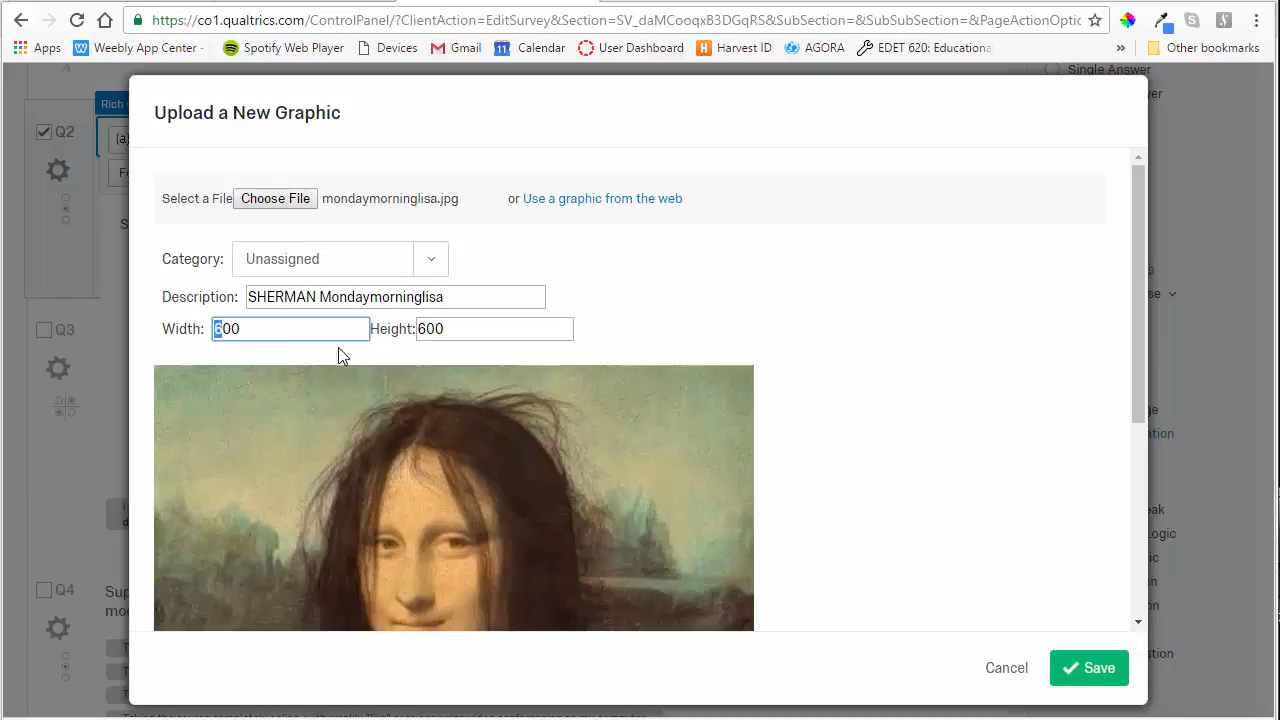 https://co1.qualtrics.com/ControlPanel/?ClientAction=EditSurvey&Section=SV_daMCooqxB3DGqRS&SubSection=&SubSubSection=&PageActionOptic
Apps Weebly App Center - Spotify Web Player Devices Gmail 11 Calendar User Dashboard Harvest ID AGORA EDET 620: Educationa » Other bookmarks
Single Answer
Rich
Q2
Upload a New Graphic
Select a File Choose File mondaymorninglisa.jpg or Use a graphic from the web
Category: Unassigned
Description: SHERMAN Mondaymorninglisa
Width: 600 Height: 600
Q3
Q4
Sup
Cancel Save